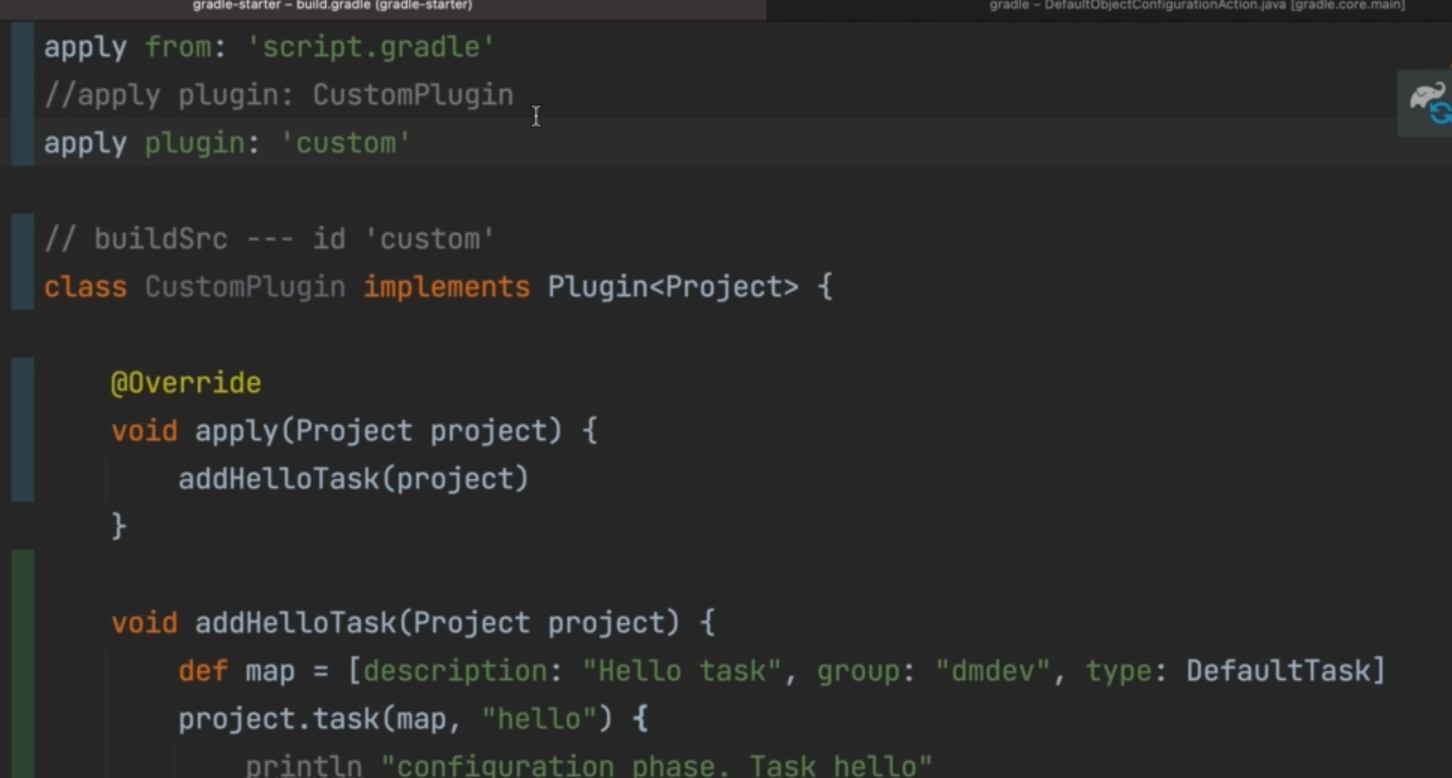 gradle-starter – build.gradle (gradle-starter)
gradle – DefaultObjectConfigurationAction.java [gradle.core.main]
apply from: 'script.gradle'
//apply plugin: CustomPlugin
apply plugin: 'custom'
// buildSrc --- id 'custom'
class CustomPlugin implements Plugin<Project> {
@Override
void apply(Project project) {
addHelloTask(project)
}
void addHelloTask(Project project) {
def map = [description: "Hello task", group: "dmdev", type: DefaultTask]
project.task(map, "hello") {
println "configuration phase. Task hello"